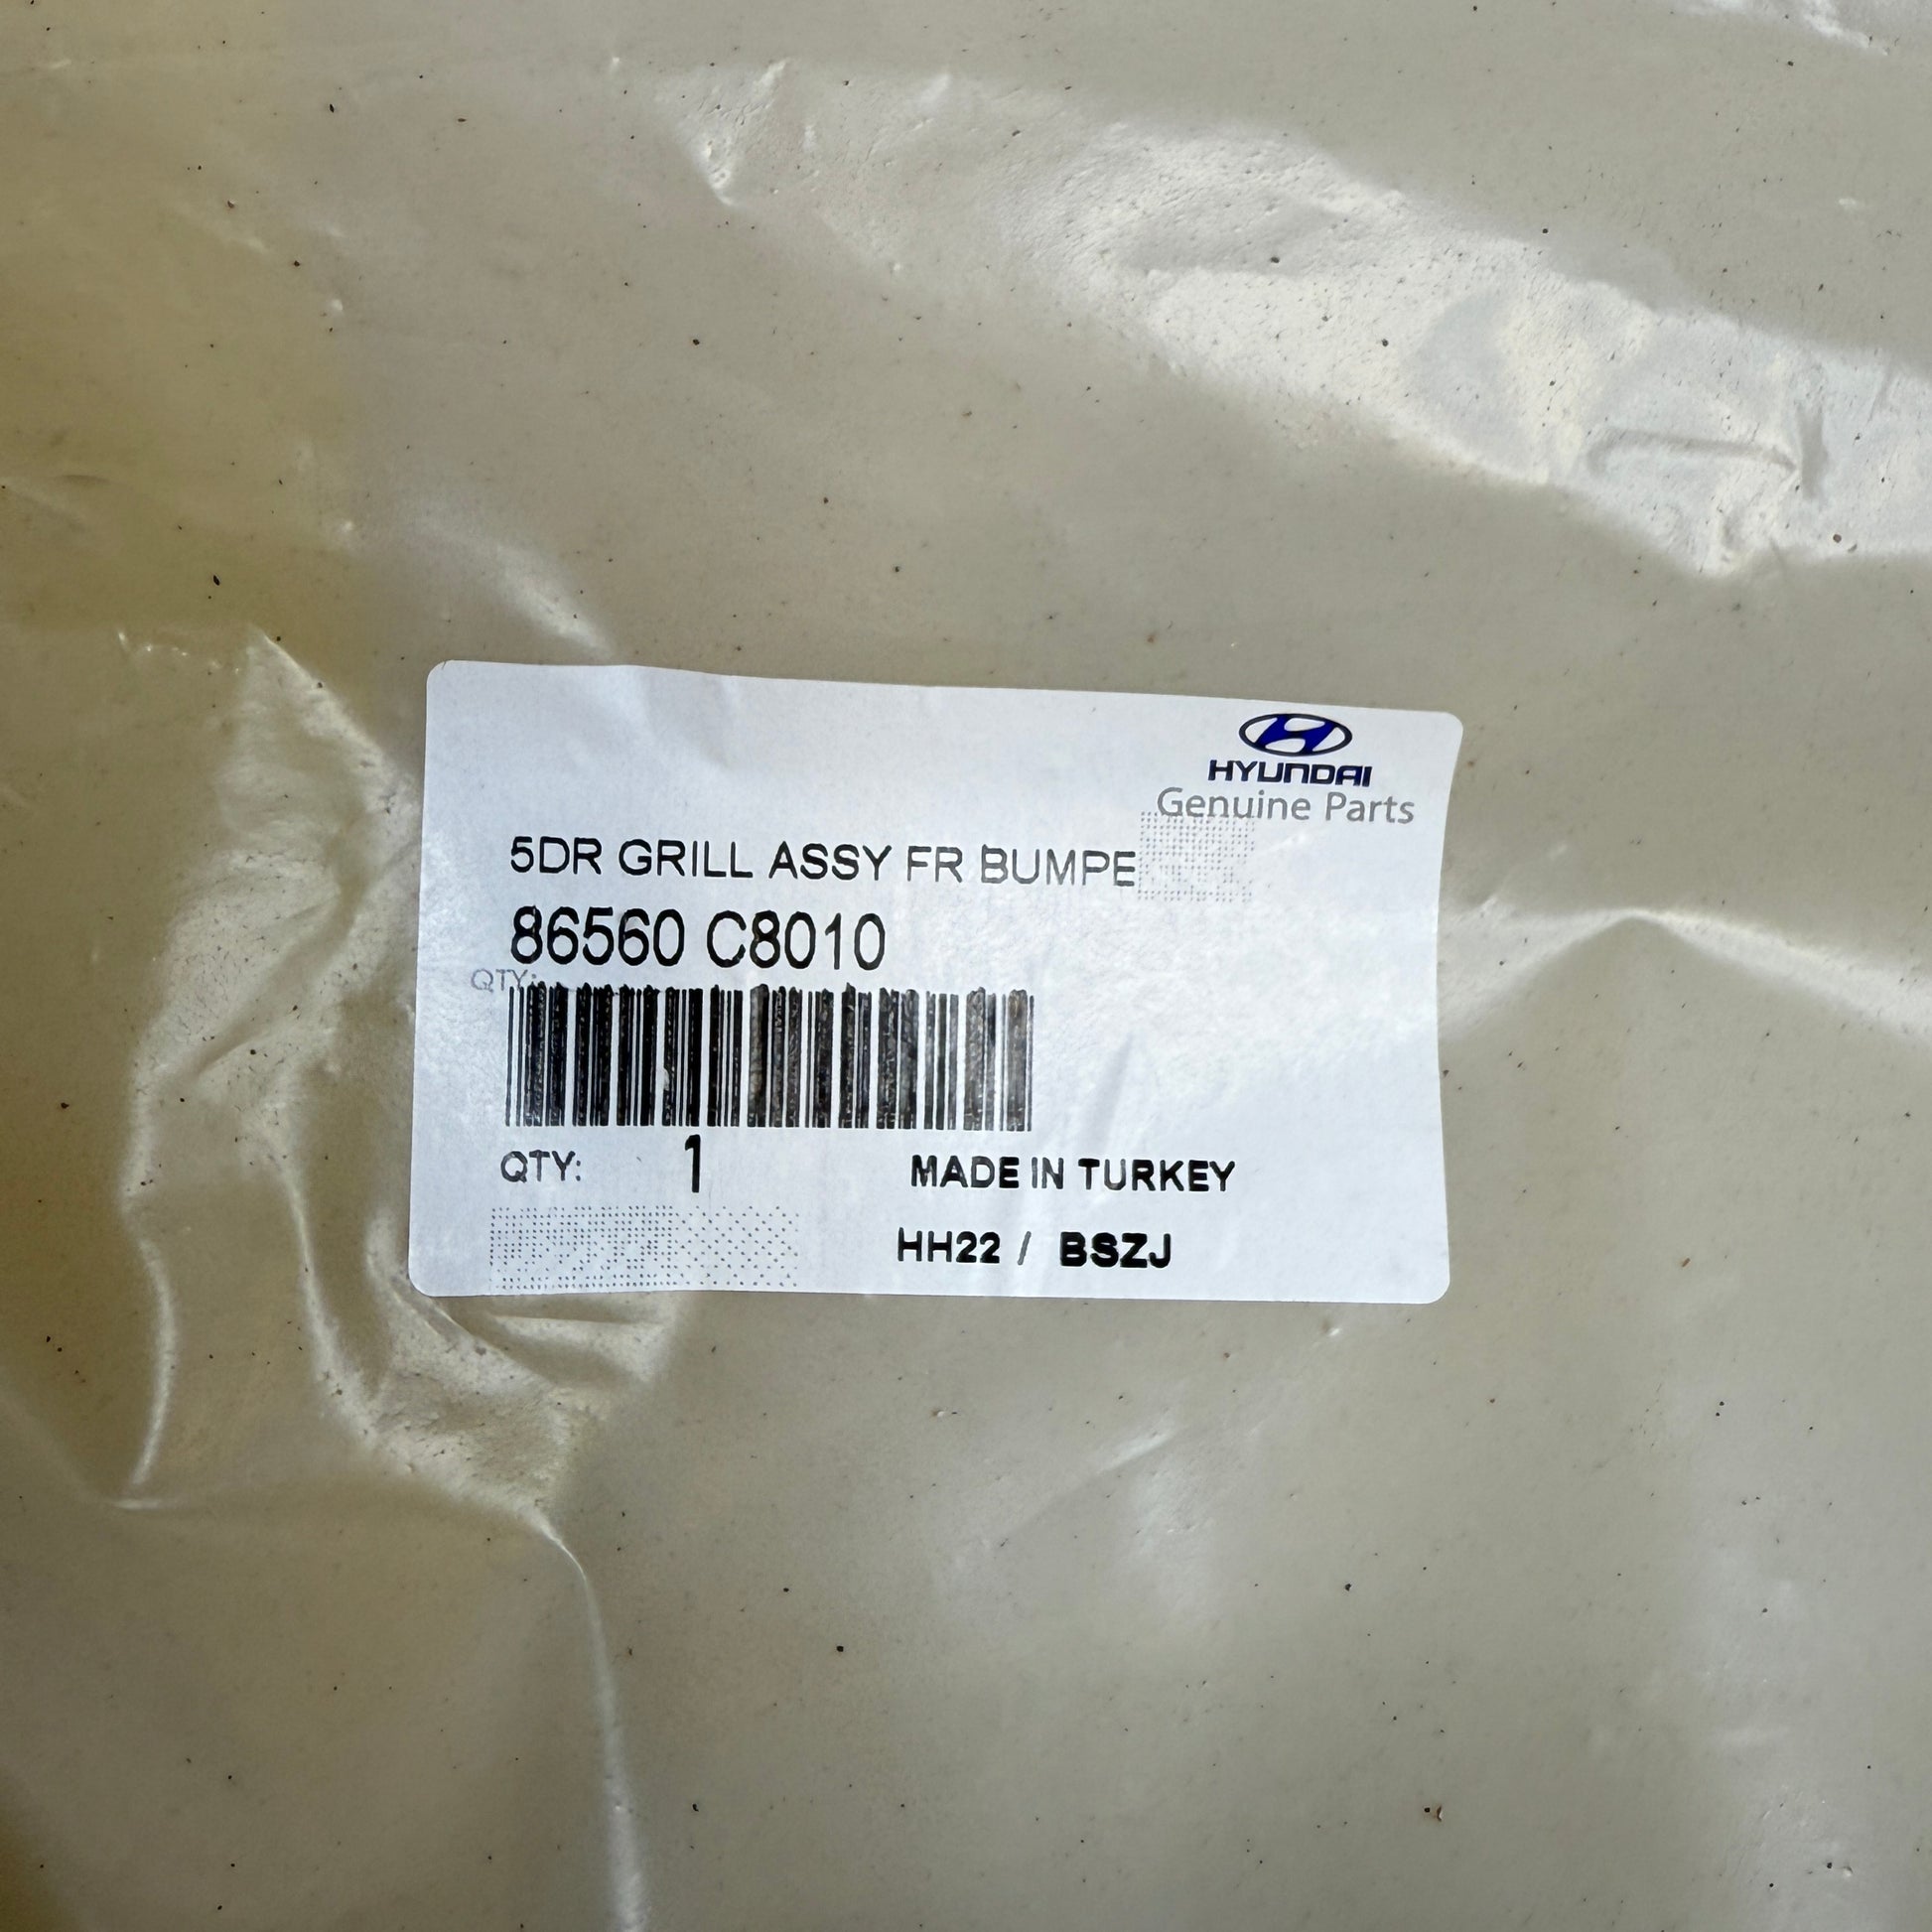 HYUNDAI
Genuine Parts
5DR GRILL ASSY FR BUMPE
86560 C8010
QTY:
QTY: 1 MADE IN TURKEY
HH22 / BSZJ